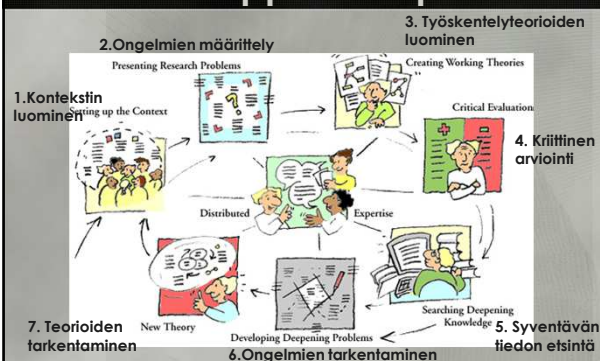 2.Ongelmien määrittely
3. Työskentelyteorioiden
luominen
Presenting Research Problems
Creating Working Theories
1.Kontekstin
luominen
Setting up the Context
Critical Evaluation
4. Kriittinen
arviointi
Distributed
Expertise
Searching Deepening
Knowledge
5. Syventävän
tiedon etsintä
7. Teorioiden
tarkentaminen
New Theory
Developing Deepening Problems
6.Ongelmien tarkentaminen